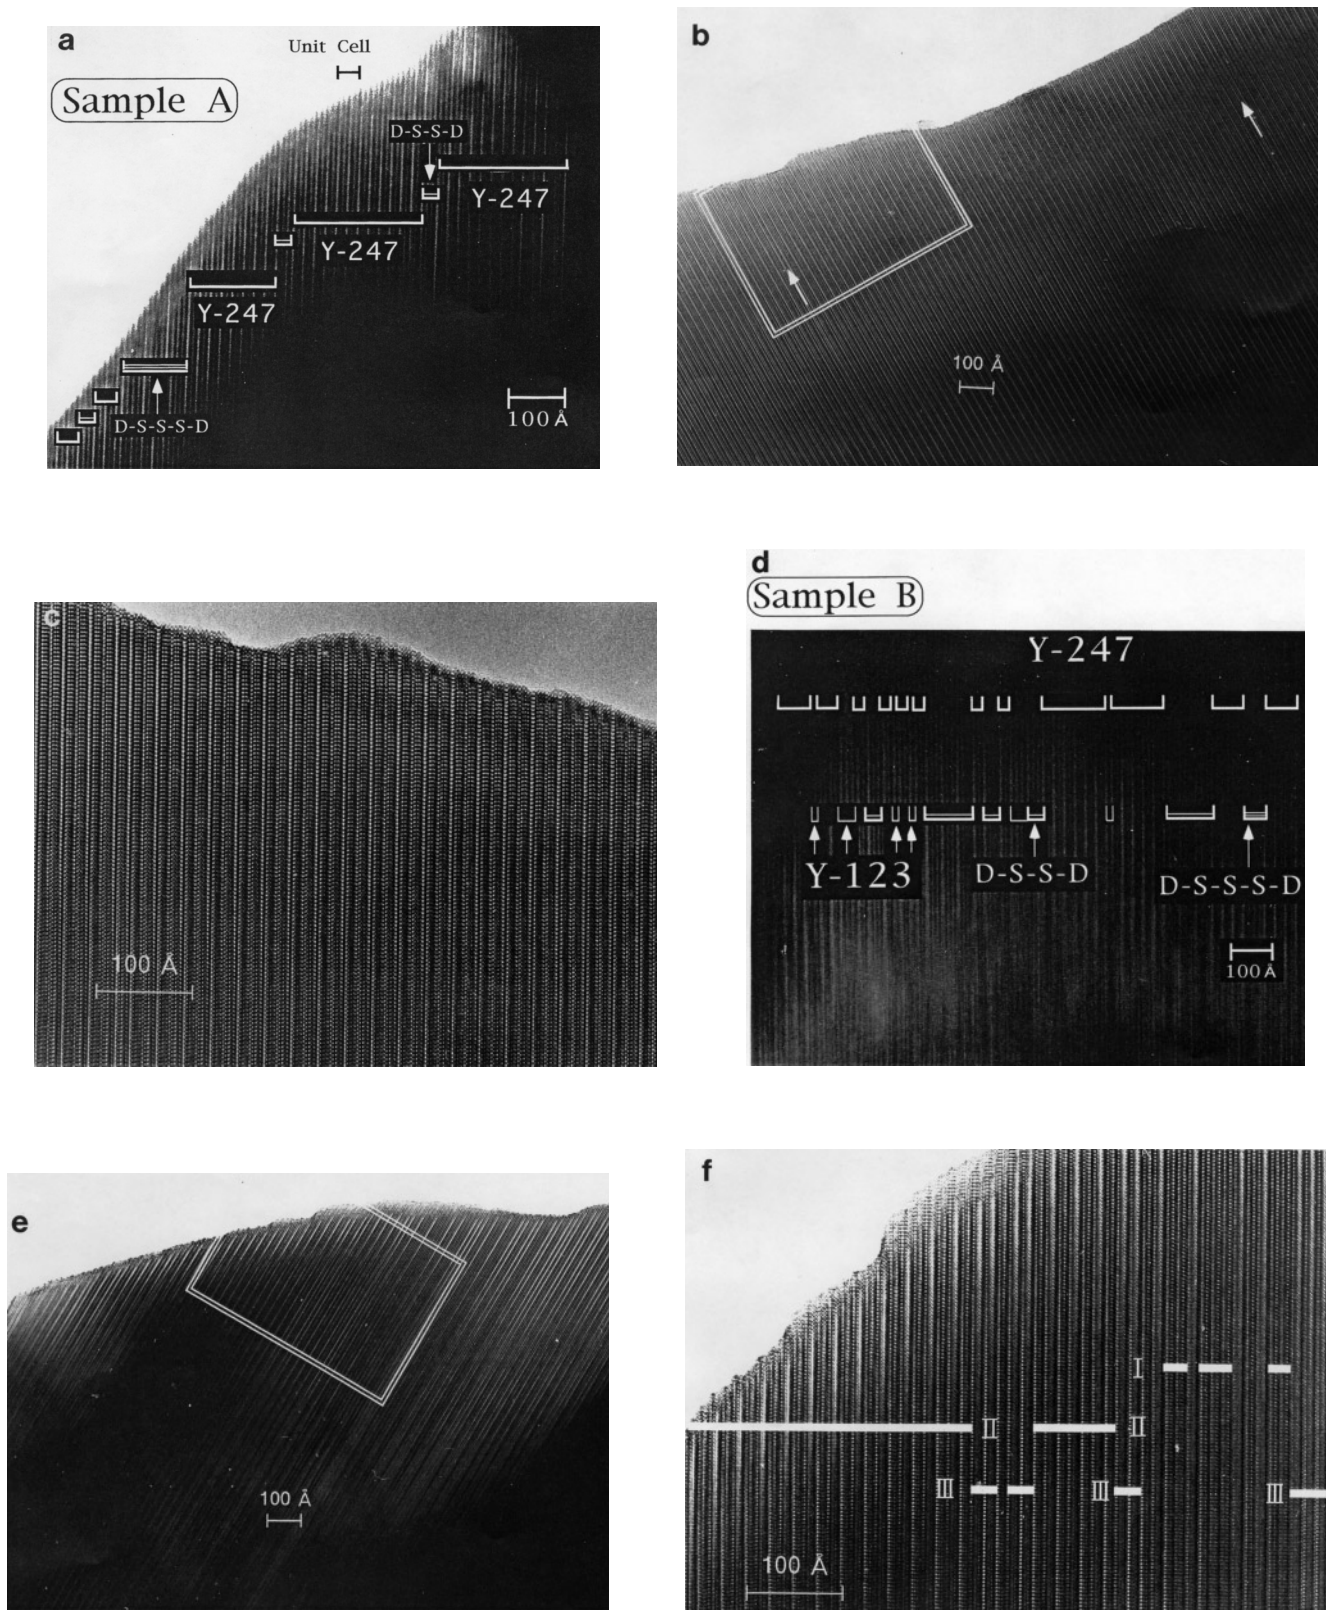 a
Unit Cell
Sample A
D-S-S-D
Y-247
Y-247
Y-247
D-S-S-S-D
100 Å
b
100 Å
c
100 Å
d
Sample B
Y-247
Y-123
D-S-S-D
D-S-S-S-D
100 Å
e
100 Å
f
I
II
II
III
III
III
100 Å